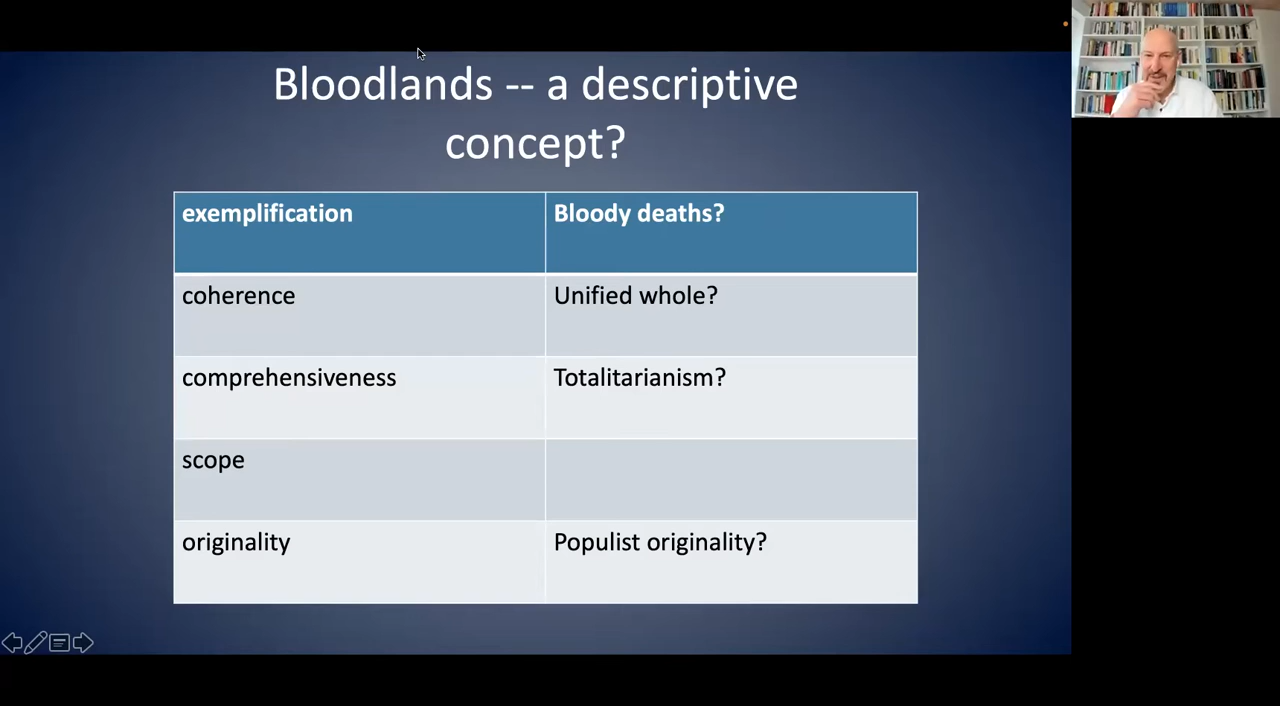 Bloodlands -- a descriptive
concept?
exemplification
Bloody deaths?
coherence
Unified whole?
comprehensiveness
Totalitarianism?
scope
originality
Populist originality?